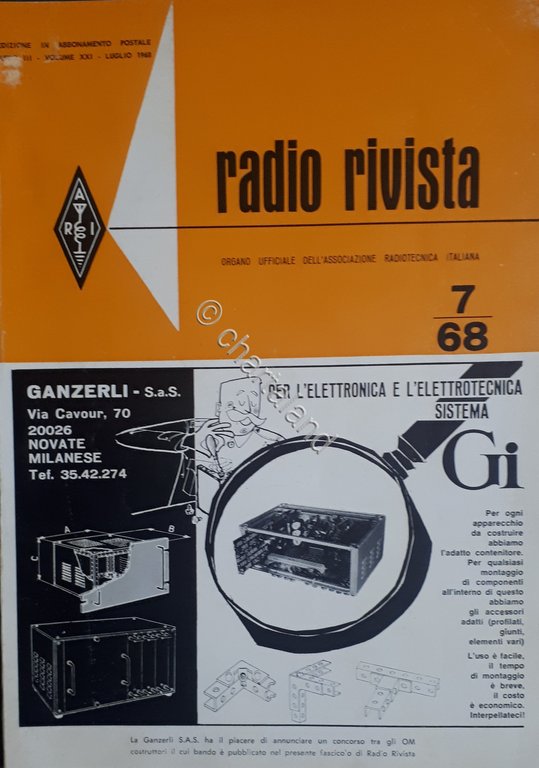 EDIZIONE IN ABBONAMENTO POSTALE
III - VOLUME XXI - LUGLIO 1968
radio rivista
A
R I
ORGANO UFFICIALE DELL'ASSOCIAZIONE RADIOTECNICA ITALIANA
7
68
© chartaland
GANZERLI - S.a.S.
Via Cavour, 70
20026
NOVATE
MILANESE
Tef. 35.42.274
PER L'ELETTRONICA E L'ELETTROTECNICA
SISTEMA
Gi
Per ogni
apparecchio
da costruire
abbiamo
l'adatto contenitore.
Per qualsiasi
montaggio
di componenti
all'interno di questo
abbiamo
gli accessori
adatti (profilati,
giunti,
elementi vari)
L'uso è facile,
il tempo
di montaggio
è breve,
il costo
è economico.
Interpellateci!
A
B
C
La Ganzerli S.A.S. ha il piacere di annunciare un concorso tra gli OM
costruttori il cui bando è pubblicato nel presente fascicolo di Radio Rivista